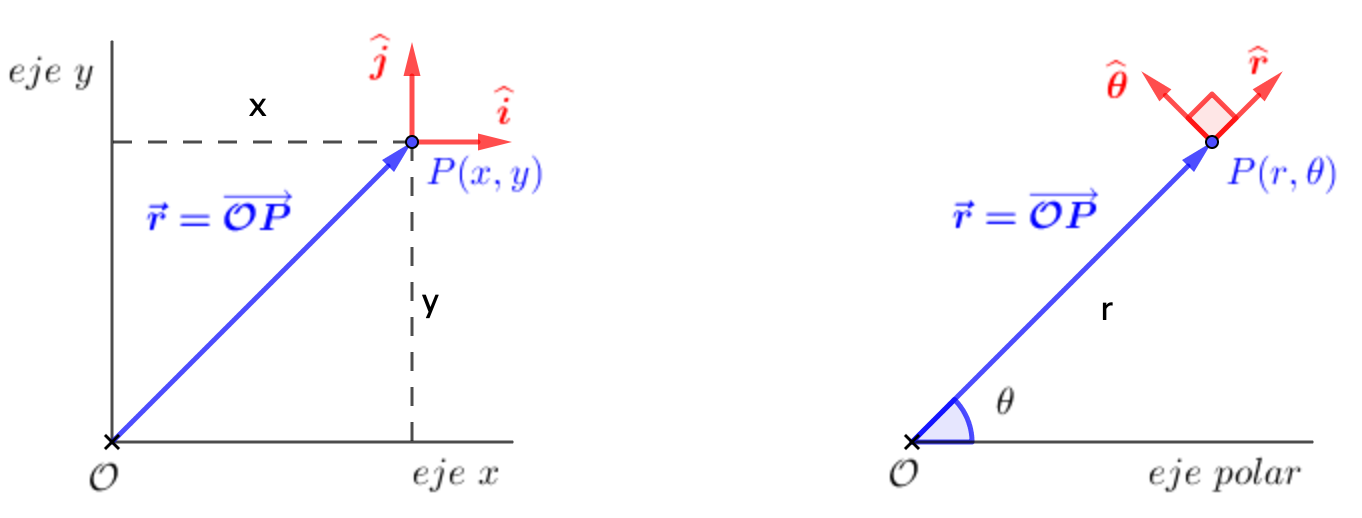 eje y
x
ĵ
î
P(x, y)
r⃗ = 𝒪P⃗
y
𝒪
eje x
θ̂
r̂
P(r, θ)
r⃗ = 𝒪P⃗
r
θ
𝒪
eje polar